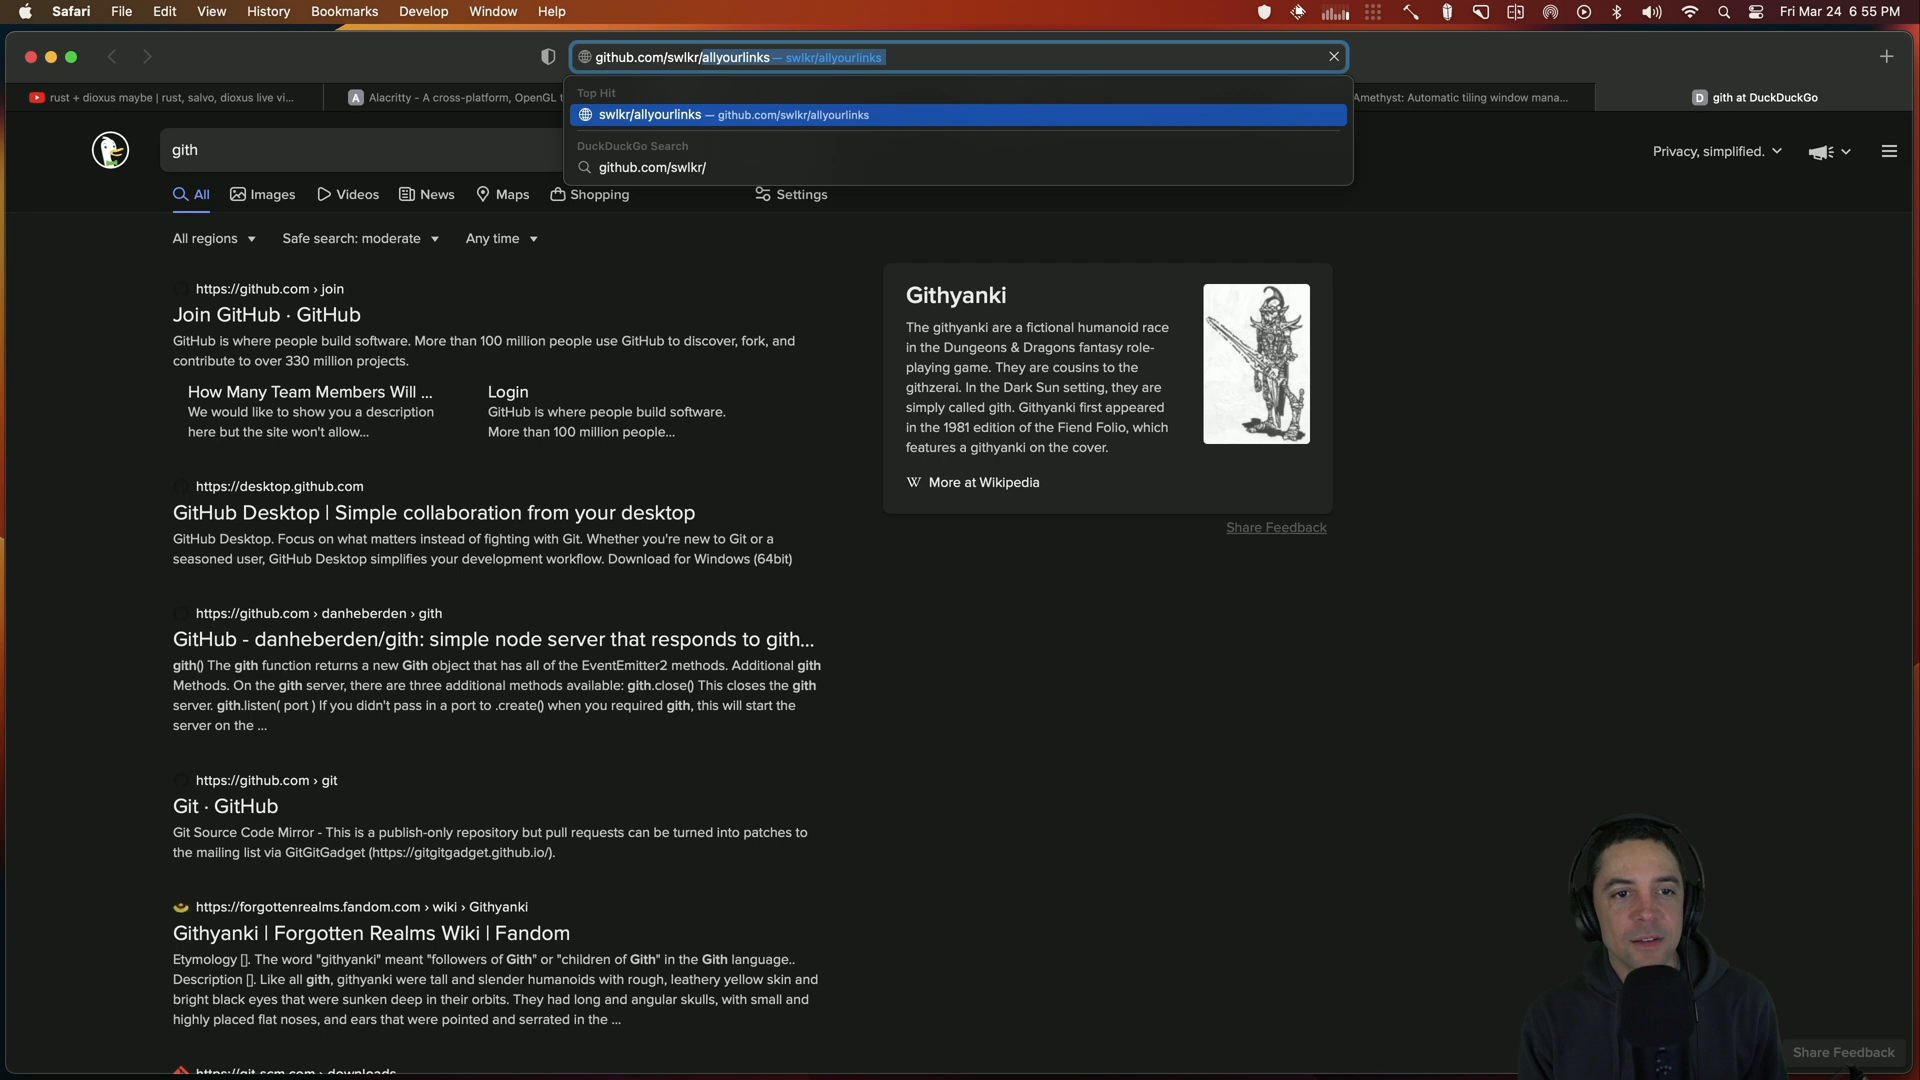 Safari File Edit View History Bookmarks Develop Window Help
Fri Mar 24 6 55 PM
github.com/swlkr/allyourlinks — swlkr/allyourlinks
Top Hit
swlkr/allyourlinks — github.com/swlkr/allyourlinks
DuckDuckGo Search
github.com/swlkr/
rust + dioxus maybe | rust, salvo, dioxus live vi...
A Alacritty - A cross-platform, OpenGL t
Amethyst: Automatic tiling window mana...
D gith at DuckDuckGo
gith
Privacy, simplified.
All Images Videos News Maps Shopping Settings
All regions Safe search: moderate Any time
https://github.com › join
Join GitHub · GitHub
GitHub is where people build software. More than 100 million people use GitHub to discover, fork, and
contribute to over 330 million projects.
How Many Team Members Will ...
We would like to show you a description
here but the site won't allow...
Login
GitHub is where people build software.
More than 100 million people...
https://desktop.github.com
GitHub Desktop | Simple collaboration from your desktop
GitHub Desktop. Focus on what matters instead of fighting with Git. Whether you're new to Git or a
seasoned user, GitHub Desktop simplifies your development workflow. Download for Windows (64bit)
https://github.com › danheberden › gith
GitHub - danheberden/gith: simple node server that responds to gith...
gith() The gith function returns a new Gith object that has all of the EventEmitter2 methods. Additional gith
Methods. On the gith server, there are three additional methods available: gith.close() This closes the gith
server. gith.listen( port ) If you didn't pass in a port to .create() when you required gith, this will start the
server on the ...
https://github.com › git
Git · GitHub
Git Source Code Mirror - This is a publish-only repository but pull requests can be turned into patches to
the mailing list via GitGitGadget (https://gitgitgadget.github.io/).
https://forgottenrealms.fandom.com › wiki › Githyanki
Githyanki | Forgotten Realms Wiki | Fandom
Etymology []. The word "githyanki" meant "followers of Gith" or "children of Gith" in the Gith language..
Description []. Like all gith, githyanki were tall and slender humanoids with rough, leathery yellow skin and
bright black eyes that were sunken deep in their orbits. They had long and angular skulls, with small and
highly placed flat noses, and ears that were pointed and serrated in the ...
https://git-scm.com › downloads
Githyanki
The githyanki are a fictional humanoid race
in the Dungeons & Dragons fantasy role-
playing game. They are cousins to the
githzerai. In the Dark Sun setting, they are
simply called gith. Githyanki first appeared
in the 1981 edition of the Fiend Folio, which
features a githyanki on the cover.
W More at Wikipedia
Share Feedback
Share Feedback